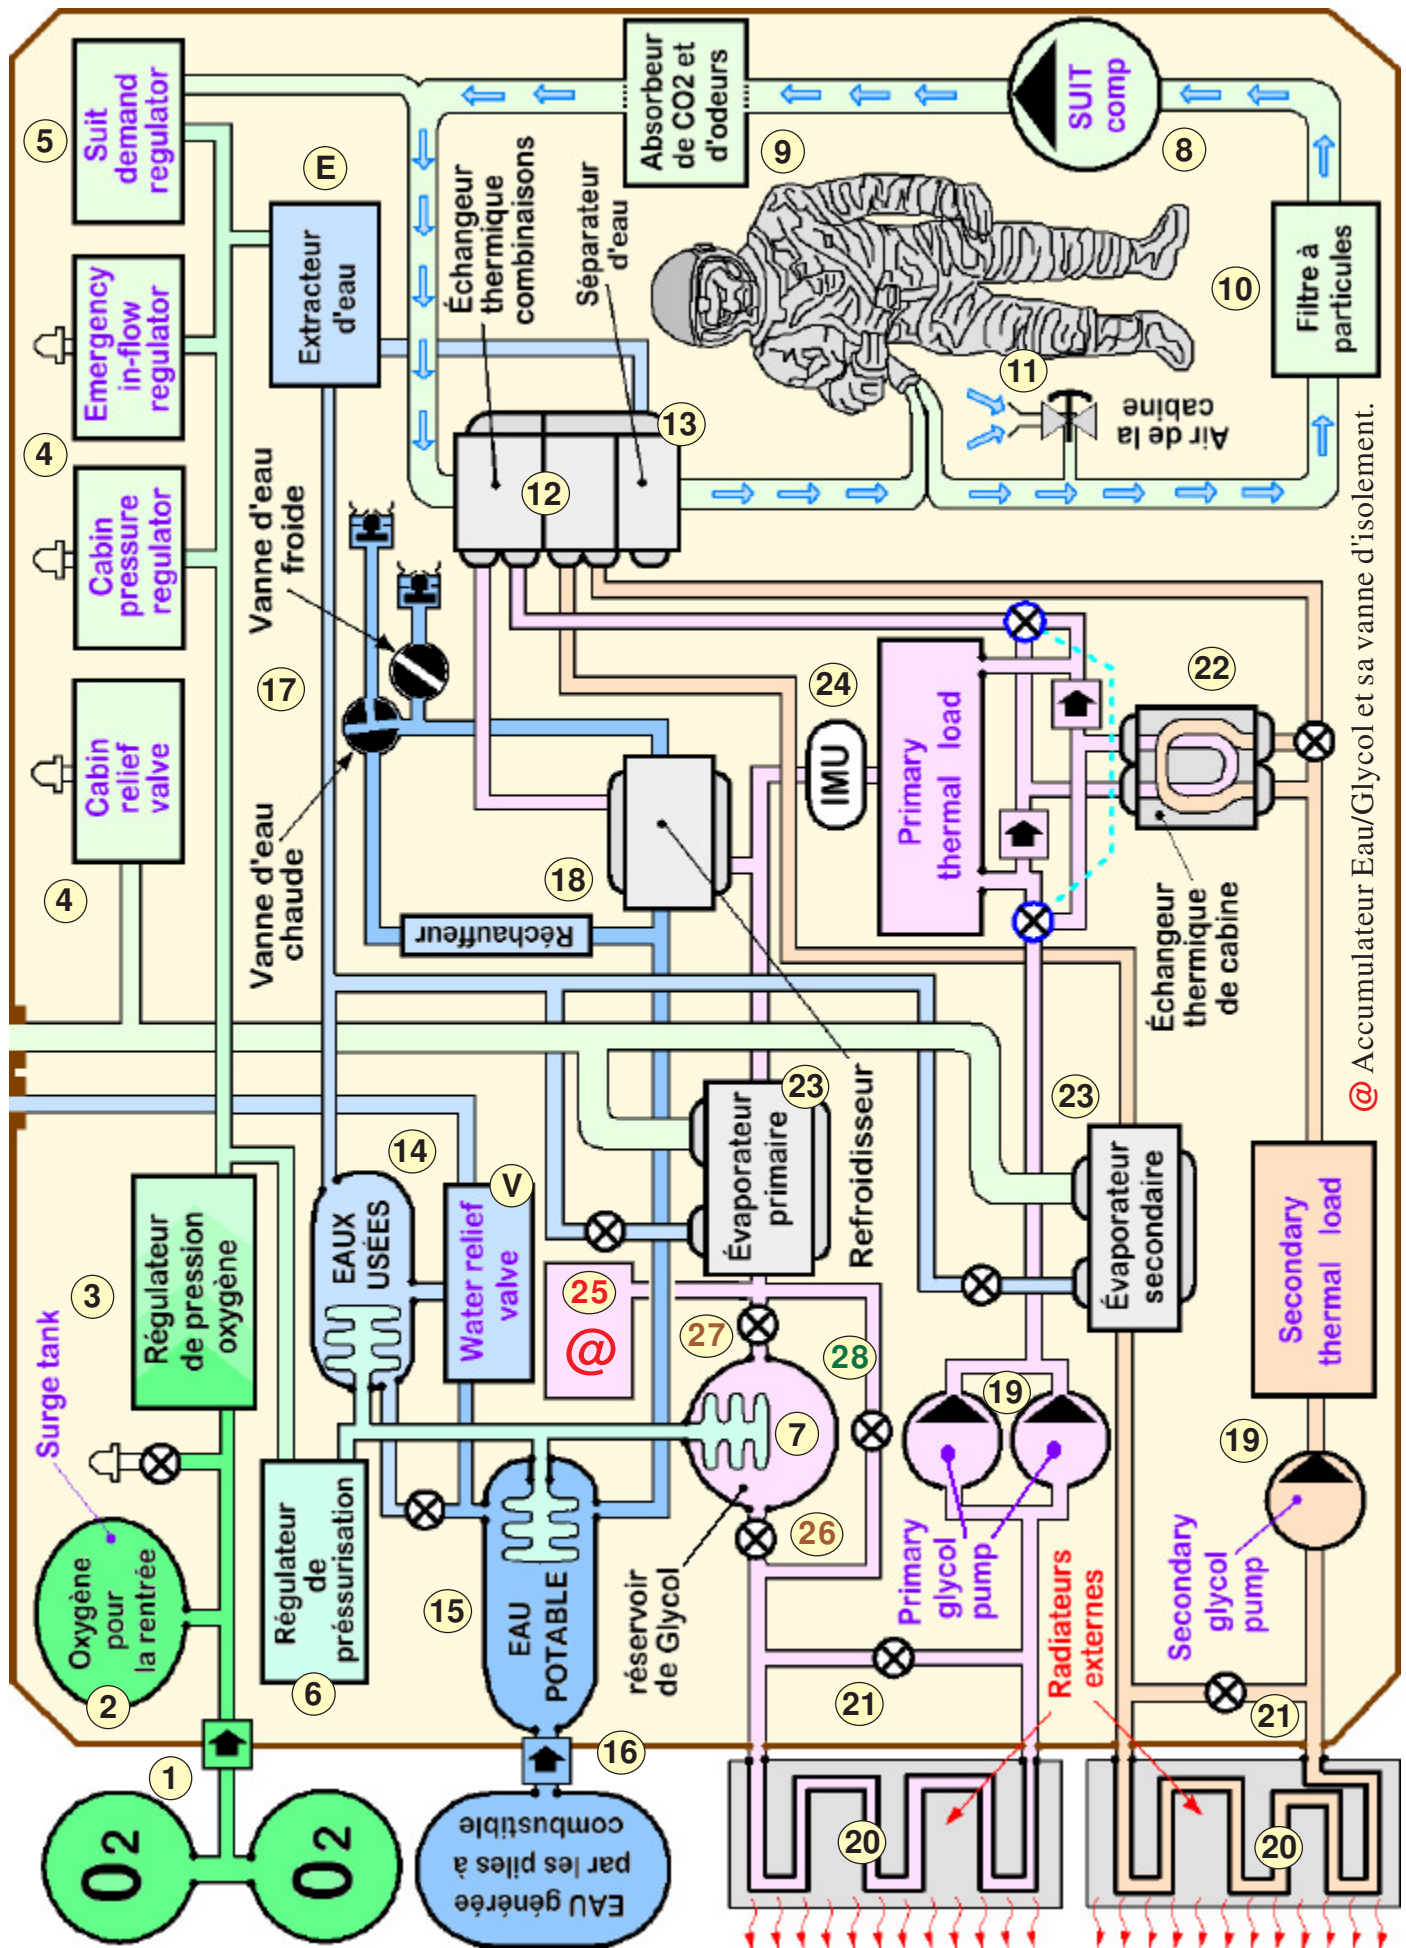 5
Suit
demand
regulator
4
Emergency
in-flow
regulator
Cabin
pressure
regulator
4
Cabin
relief
valve
E
Extracteur
d'eau
Échangeur
thermique
combinaisons
Séparateur
d'eau
Absorbeur
de CO2 et
d'odeurs
9
SUIT
comp
8
10
Filtre à
particules
11
Air de la
cabine
12
13
17
Vanne d'eau
froide
Vanne d'eau
chaude
18
Réchauffeur
Refroidisseur
24
IMU
Primary
thermal load
22
Échangeur
thermique
de cabine
@ Accumulateur Eau/Glycol et sa vanne d'isolement.
3
Régulateur
de pression
oxygène
Surge tank
Oxygène
pour
la rentrée
2
1
O2
O2
6
Régulateur
de
préssurisation
14
EAUX
USÉES
V
Water relief
valve
15
EAU
POTABLE
16
EAU générée
par les piles à
combustible
25
@
27
28
7
26
réservoir
de Glycol
23
Évaporateur
primaire
23
Évaporateur
secondaire
19
Primary
glycol
pump
19
Secondary
glycol
pump
Secondary
thermal load
21
21
Radiateurs
externes
20
20